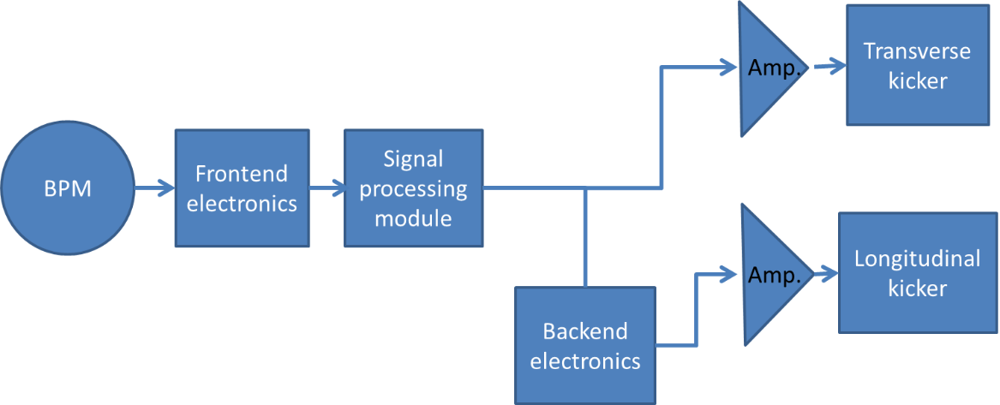 BPM
Frontend
electronics
Signal
processing
module
Amp.
Transverse
kicker
Backend
electronics
Amp.
Longitudinal
kicker